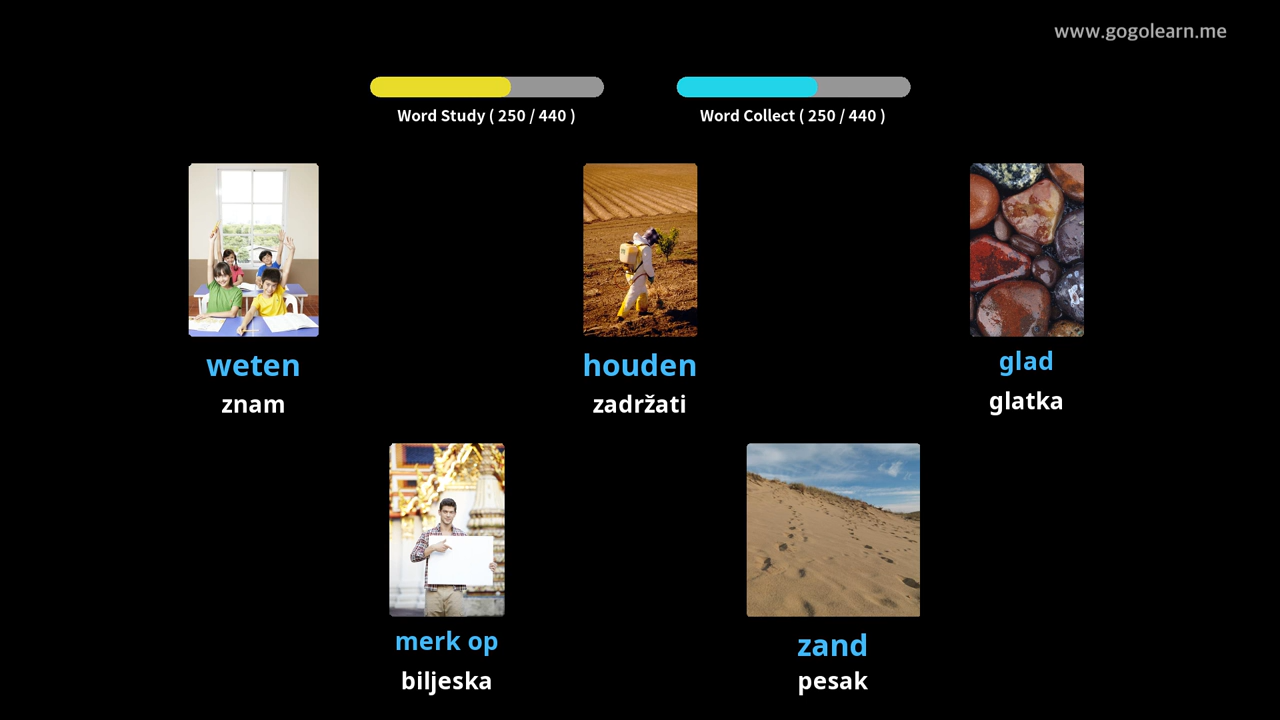 www.gogolearn.me
Word Study ( 250 / 440 )
Word Collect ( 250 / 440 )
weten
znam
houden
zadržati
glad
glatka
merk op
biljeska
zand
pesak